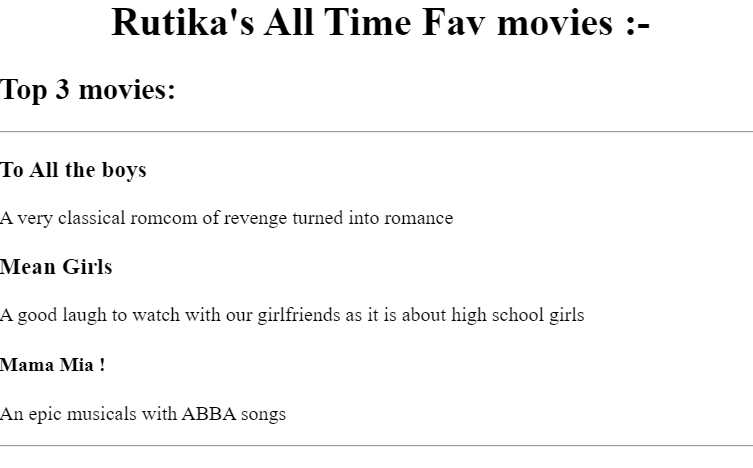 Rutika's All Time Fav movies :-
Top 3 movies:
To All the boys
A very classical romcom of revenge turned into romance
Mean Girls
A good laugh to watch with our girlfriends as it is about high school girls
Mama Mia !
An epic musicals with ABBA songs